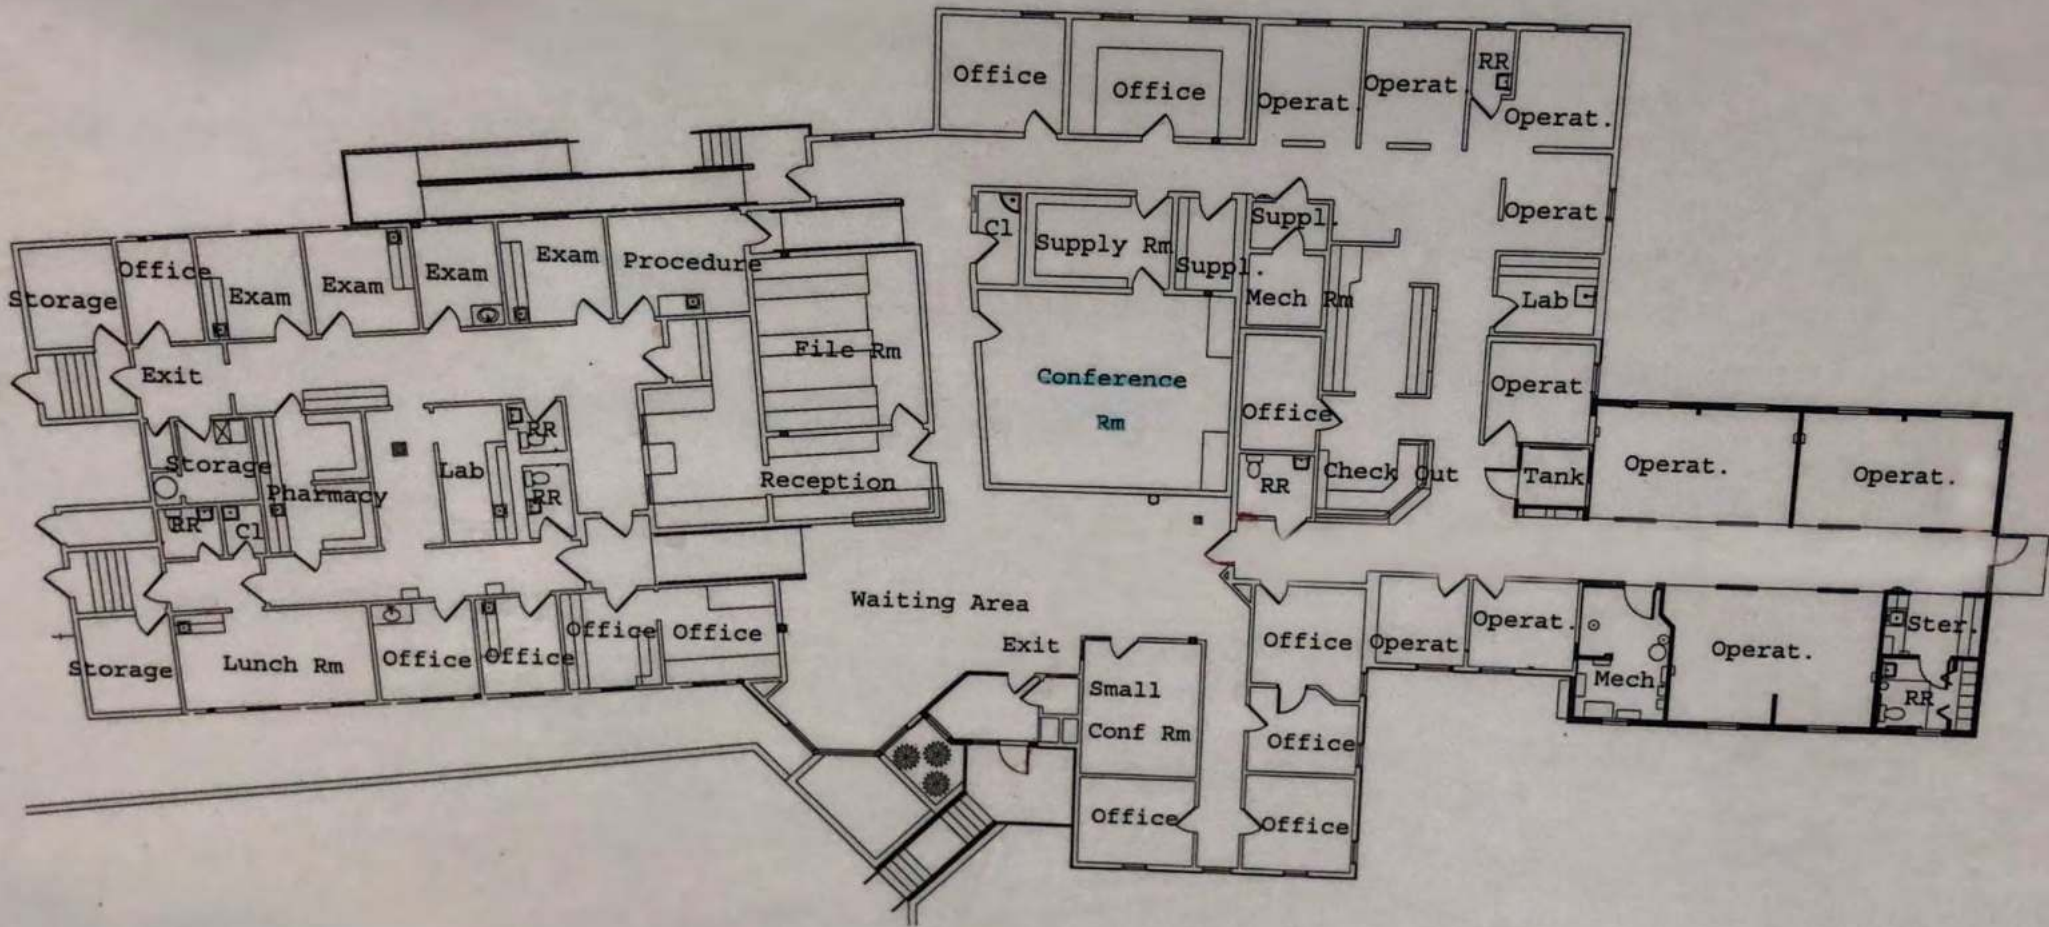 Office
Office
Operat.
Operat.
RR
Operat.
Operat.
Cl
Supply Rm
Suppl.
Suppl.
Mech Rm
Lab
Storage
Office
Exam
Exam
Exam
Exam
Procedure
File Rm
Exit
Conference
Rm
Office
Operat
Tank
Operat.
Operat.
Storage
Pharmacy
Lab
RR
RR
Reception
RR
Check Out
RR
Cl
Waiting Area
Exit
Storage
Lunch Rm
Office
Office
Office
Office
Small
Conf Rm
Office
Operat.
Operat.
Mech
Operat.
Ster.
RR
Office
Office
Office